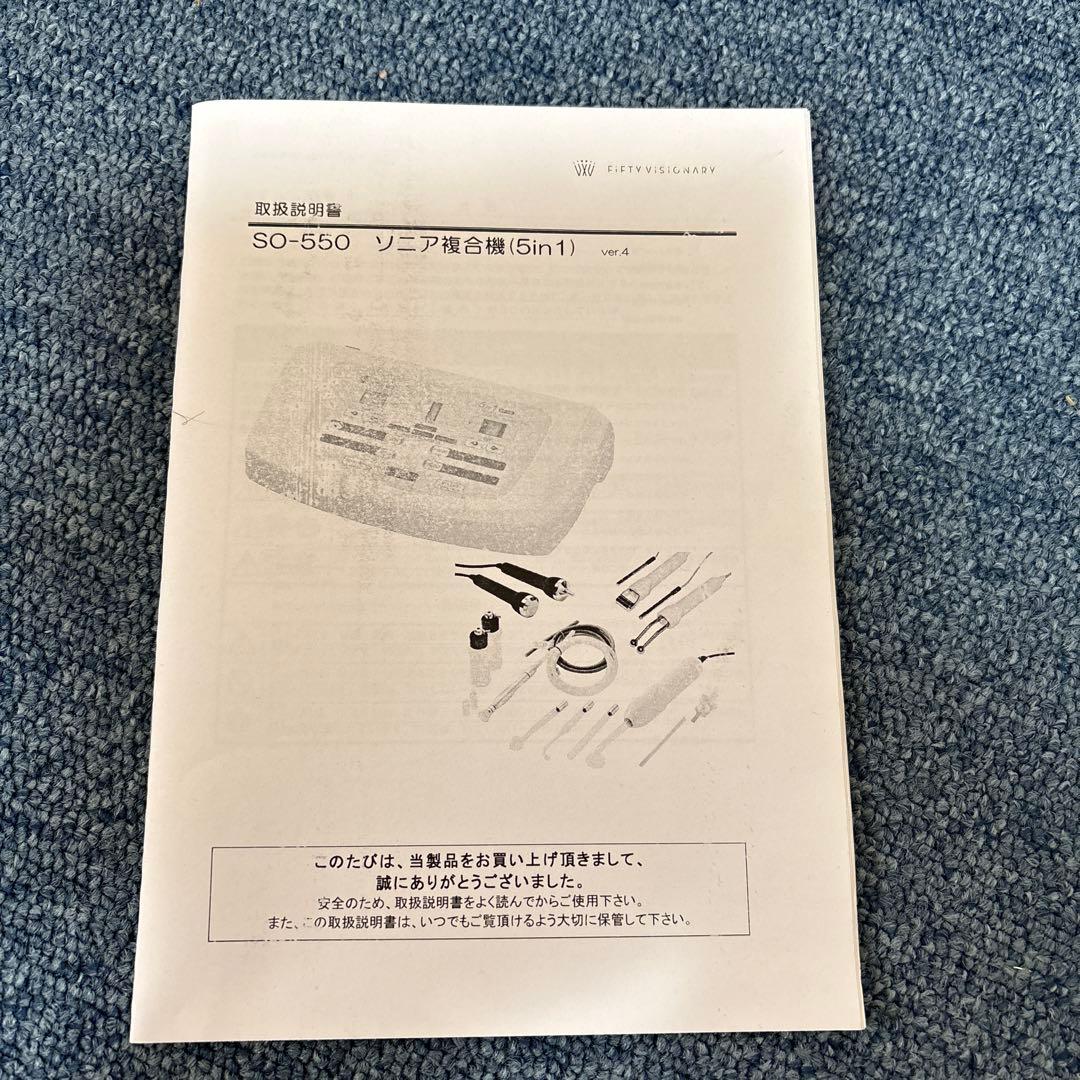 FiFTY ViSiONARY
取扱説明書
SO-550 ソニア複合機(5in1) ver.4
このたびは、当製品をお買い上げ頂きまして、
誠にありがとうございました。
安全のため、取扱説明書をよく読んでからご使用下さい。
また、この取扱説明書は、いつでもご覧頂けるよう大切に保管して下さい。